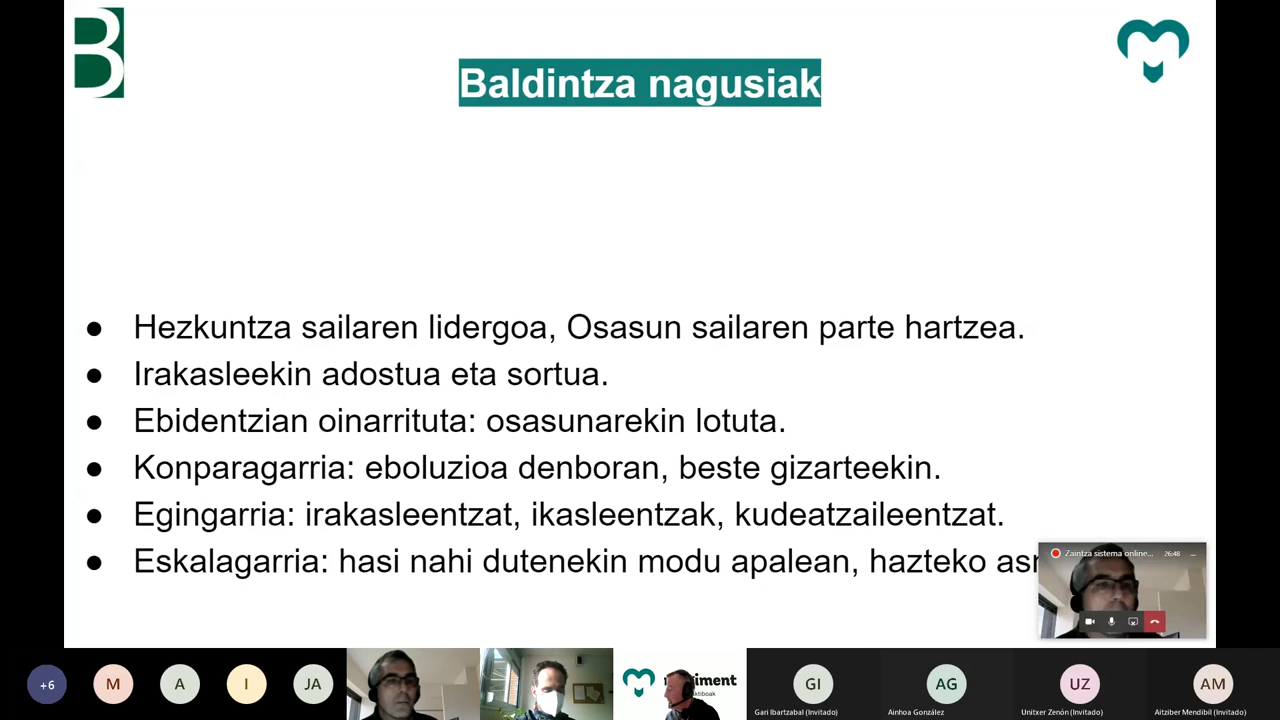 B
Baldintza nagusiak
● Hezkuntza sailaren lidergoa, Osasun sailaren parte hartzea.
● Irakasleekin adostua eta sortua.
● Ebidentzian oinarrituta: osasunarekin lotuta.
● Konparagarria: eboluzioa denboran, beste gizarteekin.
● Egingarria: irakasleentzat, ikasleentzak, kudeatzaileentzat.
● Eskalagarria: hasi nahi dutenekin modu apalean, hazteko
Zaintza sistema online... 26:48 ...
+6 M A I JA GI AG UZ AM
Gari Ibartzabal (Invitado) Ainhoa González Unitxer Zenón (Invitado) Aitziber Mendibil (Invitado)